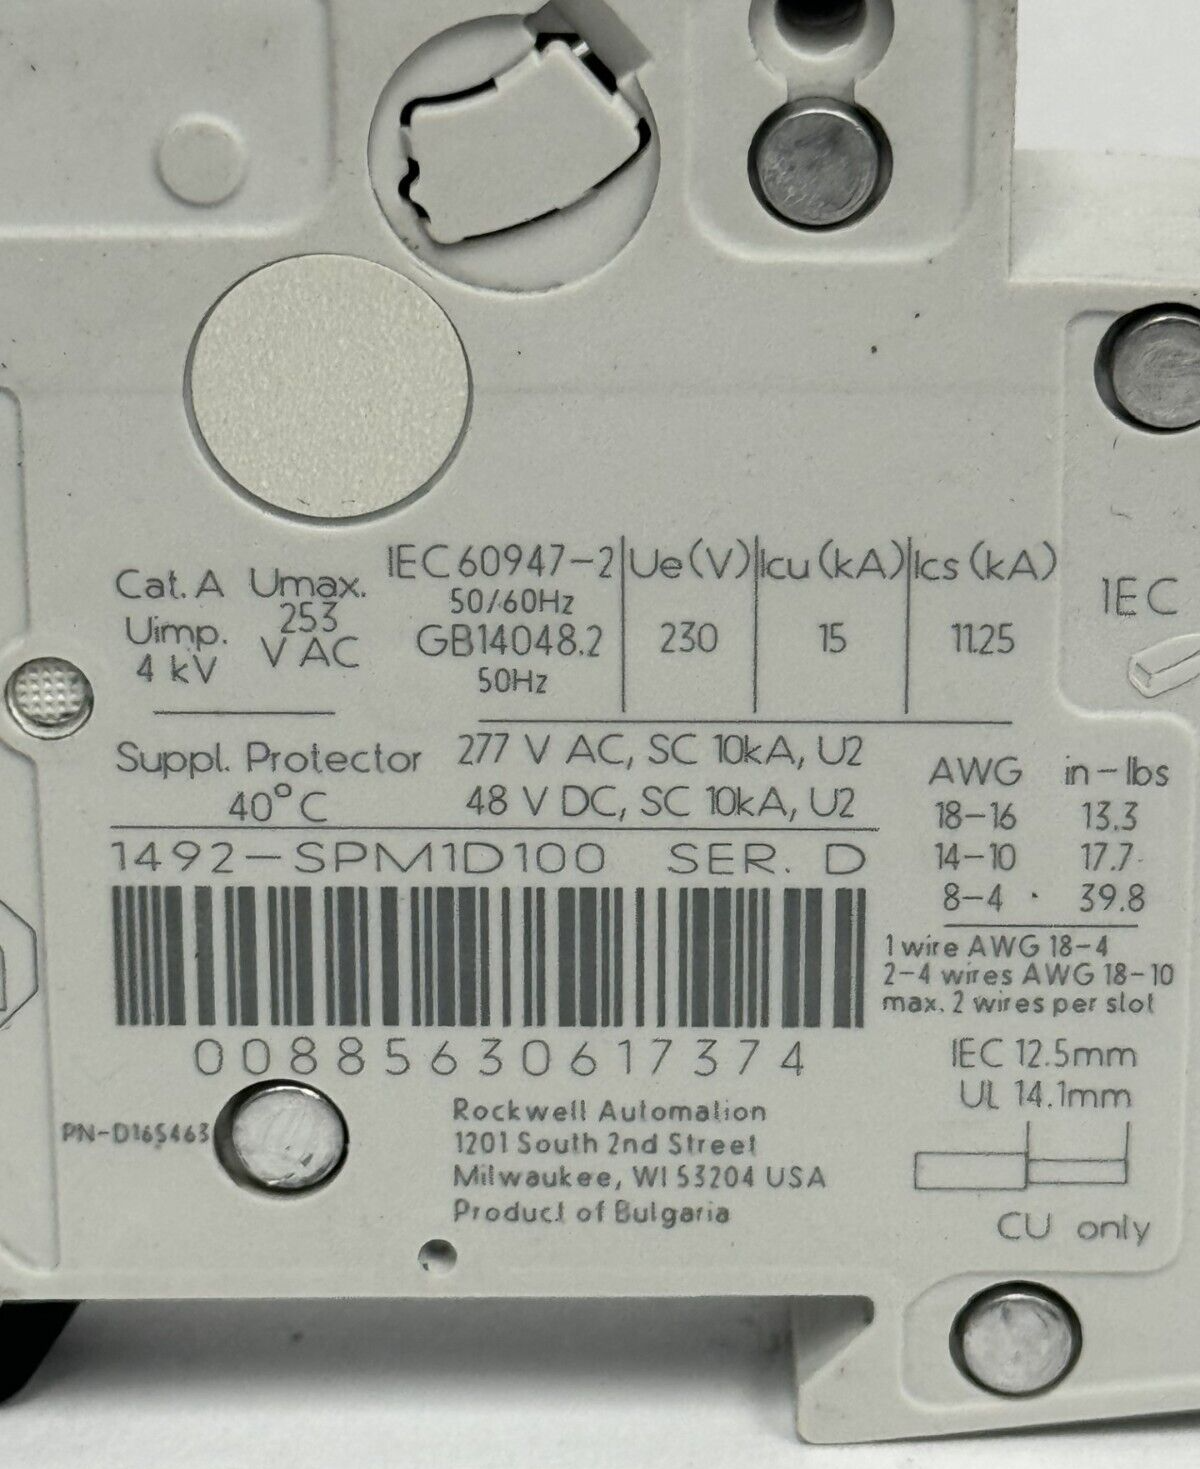 Cat. A Umax. IEC60947-2 Ue(V) Icu(kA) Ics(kA)
253 50/60Hz
Uimp. V AC GB14048.2 230 15 11.25
4 kV 50Hz
IEC
Suppl. Protector 277 V AC, SC 10kA, U2
40°C 48 V DC, SC 10kA, U2
1492-SPM1D100 SER. D
00885630617374
AWG in-lbs
18-16 13.3
14-10 17.7
8-4 39.8
1 wire AWG 18-4
2-4 wires AWG 18-10
max. 2 wires per slot
IEC 12.5mm
UL 14.1mm
CU only
PN-D165463
Rockwell Automation
1201 South 2nd Street
Milwaukee, WI 53204 USA
Product of Bulgaria